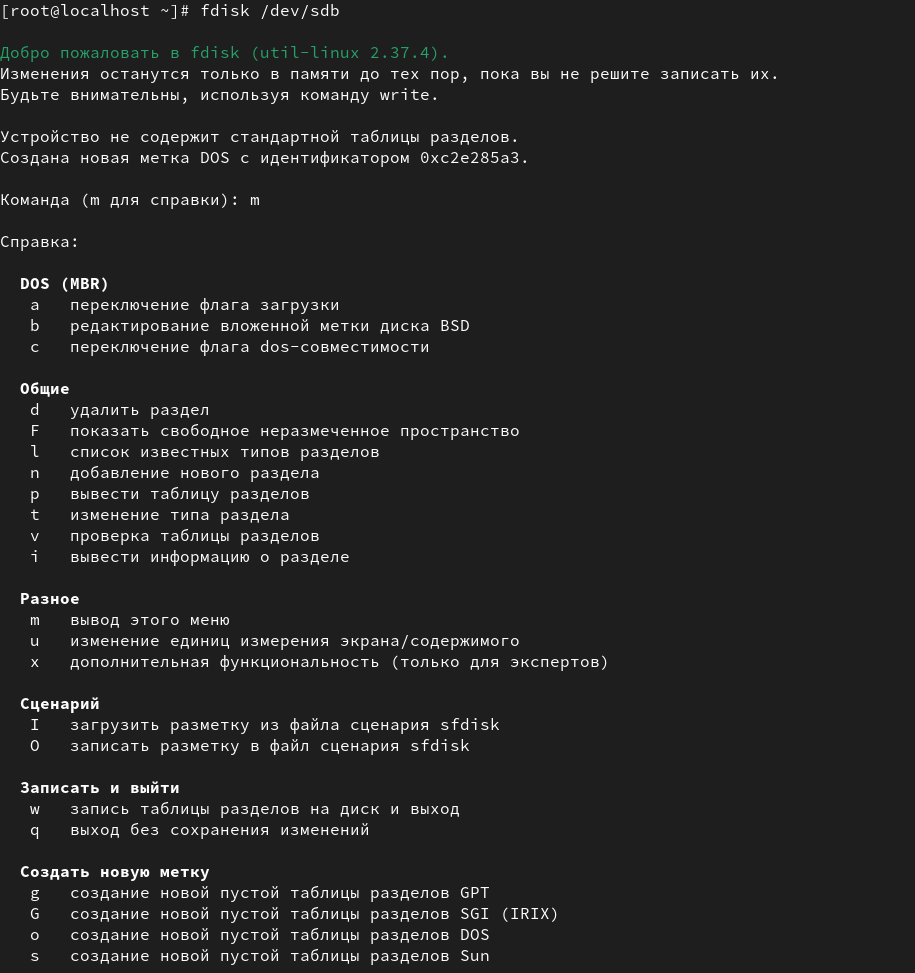 [root@localhost ~]# fdisk /dev/sdb
Добро пожаловать в fdisk (util-linux 2.37.4).
Изменения останутся только в памяти до тех пор, пока вы не решите записать их.
Будьте внимательны, используя команду write.
Устройство не содержит стандартной таблицы разделов.
Создана новая метка DOS с идентификатором 0xc2e285a3.
Команда (m для справки): m
Справка:
DOS (MBR)
a   переключение флага загрузки
b   редактирование вложенной метки диска BSD
c   переключение флага dos-совместимости
Общие
d   удалить раздел
F   показать свободное неразмеченное пространство
l   список известных типов разделов
n   добавление нового раздела
p   вывести таблицу разделов
t   изменение типа раздела
v   проверка таблицы разделов
i   вывести информацию о разделе
Разное
m   вывод этого меню
u   изменение единиц измерения экрана/содержимого
x   дополнительная функциональность (только для экспертов)
Сценарий
I   загрузить разметку из файла сценария sfdisk
O   записать разметку в файл сценария sfdisk
Записать и выйти
w   запись таблицы разделов на диск и выход
q   выход без сохранения изменений
Создать новую метку
g   создание новой пустой таблицы разделов GPT
G   создание новой пустой таблицы разделов SGI (IRIX)
o   создание новой пустой таблицы разделов DOS
s   создание новой пустой таблицы разделов Sun